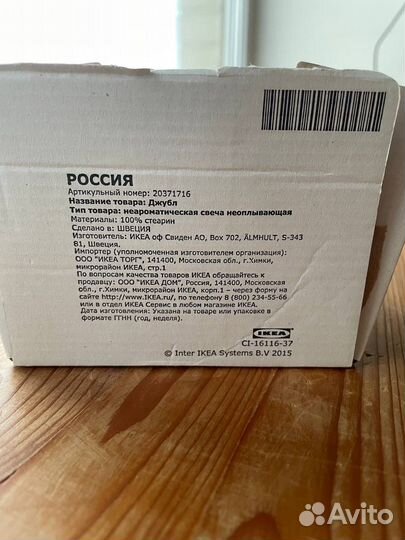 РОССИЯ
Артикульный номер: 20371716
Название товара: Джубл
Тип товара: неароматическая свеча неоплывающая
Материалы: 100% стеарин
Сделано в: ШВЕЦИЯ
Изготовитель: ИКЕА оф Свиден АО, Box 702, ÄLMHULT, S-343
81, Швеция,
Импортер (уполномоченная изготовителем организация):
ООО "ИКЕА ТОРГ", 141400, Московская обл., г.Химки,
микрорайон ИКЕА, стр.1
По вопросам качества товаров ИКЕА обращайтесь к
продавцу: ООО "ИКЕА ДОМ", Россия, 141400, Московская
обл., г.Химки, микрорайон ИКЕА, корп.1 – через форму на
сайте http://www.IKEA.ru/, по телефону 8 (800) 234-55-66
или в отдел ИКЕА Сервис в любом магазине ИКЕА.
Дата изготовления: Указана на товаре или упаковке в
формате ГГНН (год, неделя).
IKEA
CI-16116-37
© Inter IKEA Systems B.V 2015
Avito